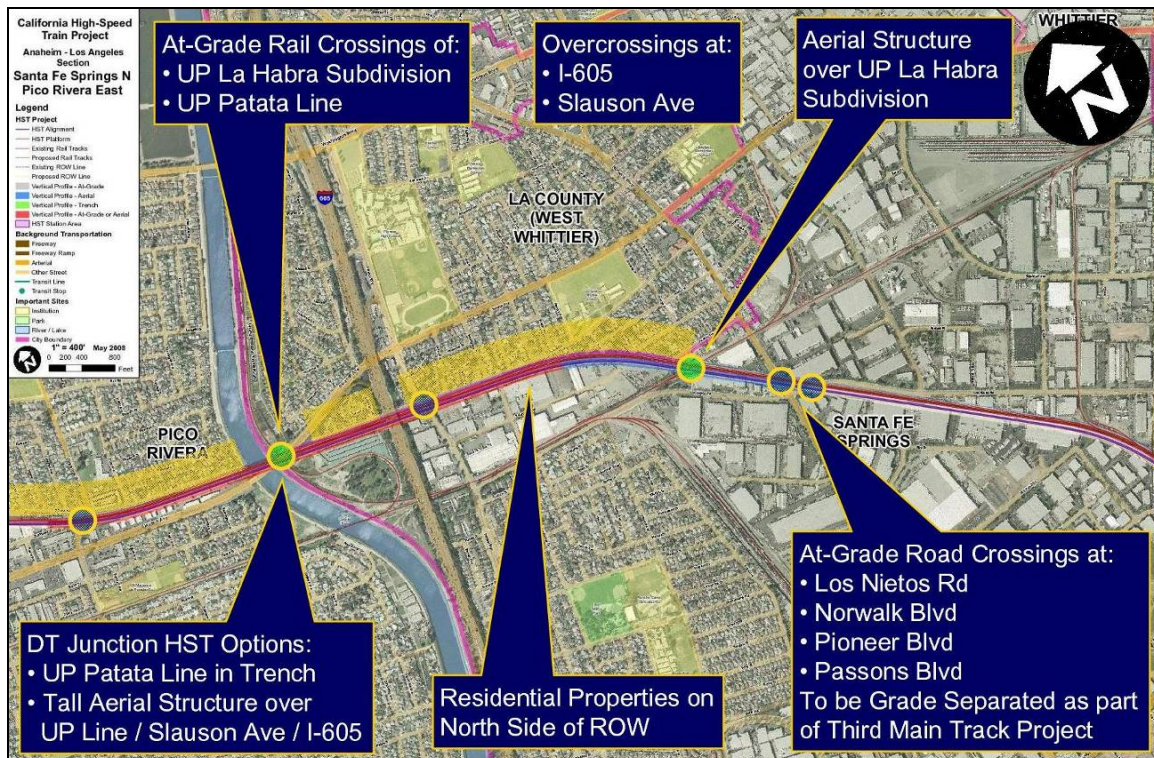 California High-Speed
Train Project
Anaheim - Los Angeles
Section
Santa Fe Springs N
Pico Rivera East
Legend
HST Project
HST Alignment
HST Platform
Existing Rail Tracks
Proposed Rail Tracks
Existing ROW Line
Proposed ROW Line
Vertical Profile - At-Grade
Vertical Profile - Aerial
Vertical Profile - Trench
Vertical Profile - At-Grade or Aerial
HST Station Area
Background Transportation
Freeway
Freeway Ramp
Arterial
Other Street
Transit Line
Transit Stop
Important Sites
Institution
Park
River / Lake
City Boundary
1" = 400' May 2008
0 200 400 800
Feet
At-Grade Rail Crossings of:
• UP La Habra Subdivision
• UP Patata Line
Overcrossings at:
• I-605
• Slauson Ave
Aerial Structure
over UP La Habra
Subdivision
WHITTIER
N
605
LA COUNTY
(WEST
WHITTIER)
PICO
RIVERA
SANTA FE
SPRINGS
DT Junction HST Options:
• UP Patata Line in Trench
• Tall Aerial Structure over
UP Line / Slauson Ave / I-605
Residential Properties on
North Side of ROW
At-Grade Road Crossings at:
• Los Nietos Rd
• Norwalk Blvd
• Pioneer Blvd
• Passons Blvd
To be Grade Separated as part
of Third Main Track Project